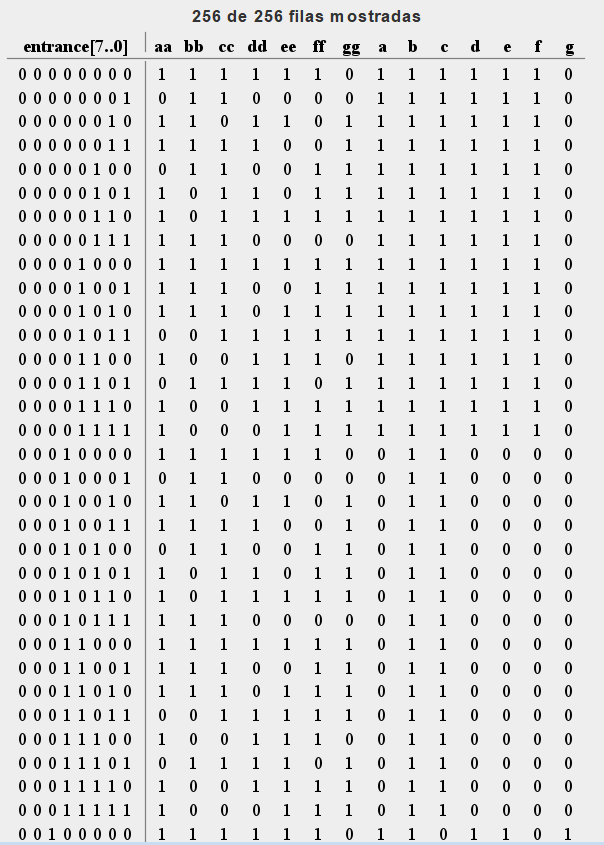 256 de 256 filas mostradas
entrance[7..0] aa bb cc dd ee ff gg a b c d e f g
0 0 0 0 0 0 0 0 1 1 1 1 1 1 0 1 1 1 1 1 1 0
0 0 0 0 0 0 0 1 0 1 1 0 0 0 0 1 1 1 1 1 1 0
0 0 0 0 0 0 1 0 1 1 0 1 1 0 1 1 1 1 1 1 1 0
0 0 0 0 0 0 1 1 1 1 1 1 0 0 1 1 1 1 1 1 1 0
0 0 0 0 0 1 0 0 0 1 1 0 0 1 1 1 1 1 1 1 1 0
0 0 0 0 0 1 0 1 1 0 1 1 0 1 1 1 1 1 1 1 1 0
0 0 0 0 0 1 1 0 1 0 1 1 1 1 1 1 1 1 1 1 1 0
0 0 0 0 0 1 1 1 1 1 1 0 0 0 0 1 1 1 1 1 1 0
0 0 0 0 1 0 0 0 1 1 1 1 1 1 1 1 1 1 1 1 1 0
0 0 0 0 1 0 0 1 1 1 1 0 0 1 1 1 1 1 1 1 1 0
0 0 0 0 1 0 1 0 1 1 1 0 1 1 1 1 1 1 1 1 1 0
0 0 0 0 1 0 1 1 0 0 1 1 1 1 1 1 1 1 1 1 1 0
0 0 0 0 1 1 0 0 1 0 0 1 1 1 0 1 1 1 1 1 1 0
0 0 0 0 1 1 0 1 0 1 1 1 1 0 1 1 1 1 1 1 1 0
0 0 0 0 1 1 1 0 1 0 0 1 1 1 1 1 1 1 1 1 1 0
0 0 0 0 1 1 1 1 1 0 0 0 1 1 1 1 1 1 1 1 1 0
0 0 0 1 0 0 0 0 1 1 1 1 1 1 0 0 1 1 0 0 0 0
0 0 0 1 0 0 0 1 0 1 1 0 0 0 0 0 1 1 0 0 0 0
0 0 0 1 0 0 1 0 1 1 0 1 1 0 1 0 1 1 0 0 0 0
0 0 0 1 0 0 1 1 1 1 1 1 0 0 1 0 1 1 0 0 0 0
0 0 0 1 0 1 0 0 0 1 1 0 0 1 1 0 1 1 0 0 0 0
0 0 0 1 0 1 0 1 1 0 1 1 0 1 1 0 1 1 0 0 0 0
0 0 0 1 0 1 1 0 1 0 1 1 1 1 1 0 1 1 0 0 0 0
0 0 0 1 0 1 1 1 1 1 1 0 0 0 0 0 1 1 0 0 0 0
0 0 0 1 1 0 0 0 1 1 1 1 1 1 1 0 1 1 0 0 0 0
0 0 0 1 1 0 0 1 1 1 1 0 0 1 1 0 1 1 0 0 0 0
0 0 0 1 1 0 1 0 1 1 1 0 1 1 1 0 1 1 0 0 0 0
0 0 0 1 1 0 1 1 0 0 1 1 1 1 1 0 1 1 0 0 0 0
0 0 0 1 1 1 0 0 1 0 0 1 1 1 0 0 1 1 0 0 0 0
0 0 0 1 1 1 0 1 0 1 1 1 1 0 1 0 1 1 0 0 0 0
0 0 0 1 1 1 1 0 1 0 0 1 1 1 1 0 1 1 0 0 0 0
0 0 0 1 1 1 1 1 1 0 0 0 1 1 1 0 1 1 0 0 0 0
0 0 1 0 0 0 0 0 1 1 1 1 1 1 0 1 1 0 1 1 0 1